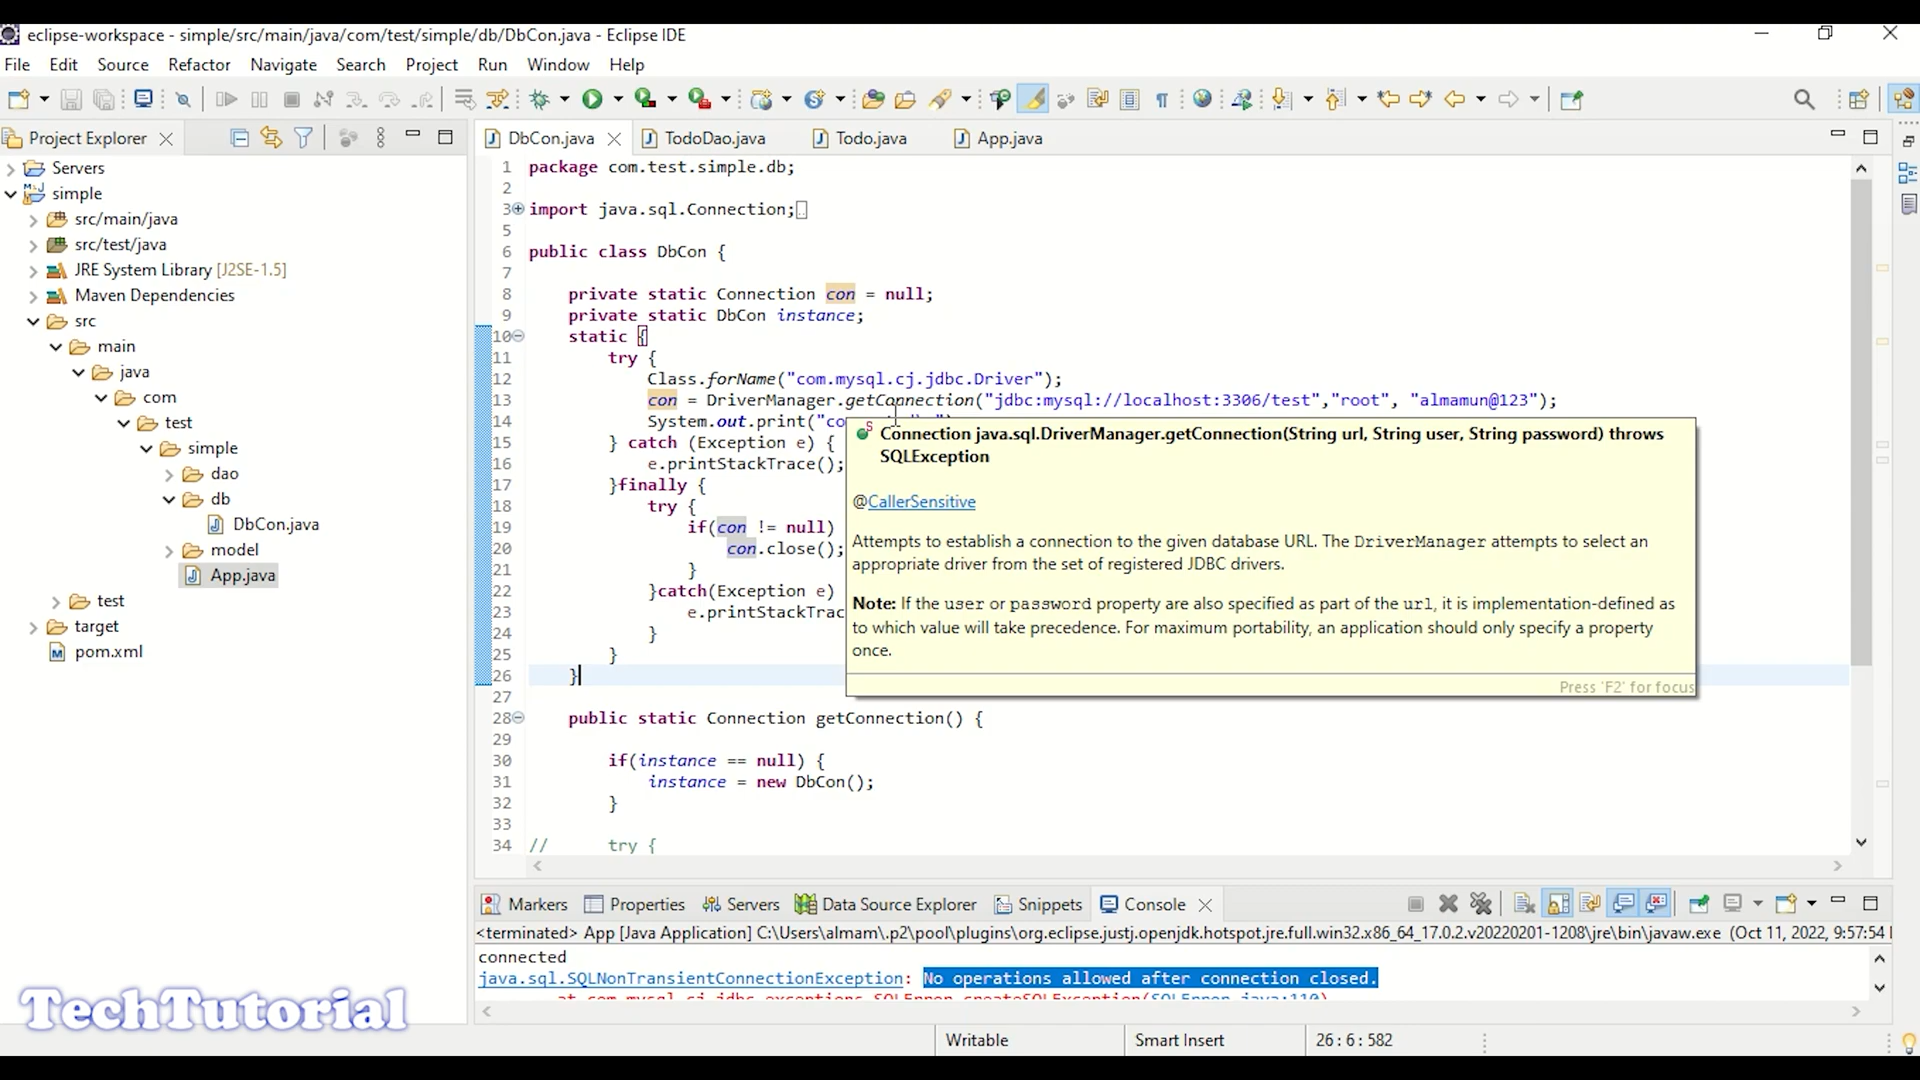 eclipse-workspace - simple/src/main/java/com/test/simple/db/DbCon.java - Eclipse IDE
File Edit Source Refactor Navigate Search Project Run Window Help
Project Explorer
Servers
simple
src/main/java
src/test/java
JRE System Library [J2SE-1.5]
Maven Dependencies
src
main
java
com
test
simple
dao
db
DbCon.java
model
App.java
test
target
pom.xml
DbCon.java TodoDao.java Todo.java App.java
1 package com.test.simple.db;
2
3 import java.sql.Connection;
5
6 public class DbCon {
7
8 private static Connection con = null;
9 private static DbCon instance;
10 static {
11 try {
12 Class.forName("com.mysql.cj.jdbc.Driver");
13 con = DriverManager.getConnection("jdbc:mysql://localhost:3306/test","root", "almamun@123");
14 System.out.print("co
15 } catch (Exception e) {
16 e.printStackTrace();
17 }finally {
18 try {
19 if(con != null)
20 con.close();
21 }
22 }catch(Exception e)
23 e.printStackTrac
24 }
25 }
26 }
27
28 public static Connection getConnection() {
29
30 if(instance == null) {
31 instance = new DbCon();
32 }
33
34 // try {
Connection java.sql.DriverManager.getConnection(String url, String user, String password) throws
SQLException
@CallerSensitive
Attempts to establish a connection to the given database URL. The DriverManager attempts to select an
appropriate driver from the set of registered JDBC drivers.
Note: If the user or password property are also specified as part of the url, it is implementation-defined as
to which value will take precedence. For maximum portability, an application should only specify a property
once.
Press 'F2' for focus
Markers Properties Servers Data Source Explorer Snippets Console
<terminated> App [Java Application] C:\Users\almam\.p2\pool\plugins\org.eclipse.justj.openjdk.hotspot.jre.full.win32.x86_64_17.0.2.v20220201-1208\jre\bin\javaw.exe (Oct 11, 2022, 9:57:54
connected
java.sql.SQLNonTransientConnectionException: No operations allowed after connection closed.
at com.mysql.cj.jdbc.exceptions.SQLError.createSQLException(SQLError.java:110)
TechTutorial
Writable Smart Insert 26 : 6 : 582